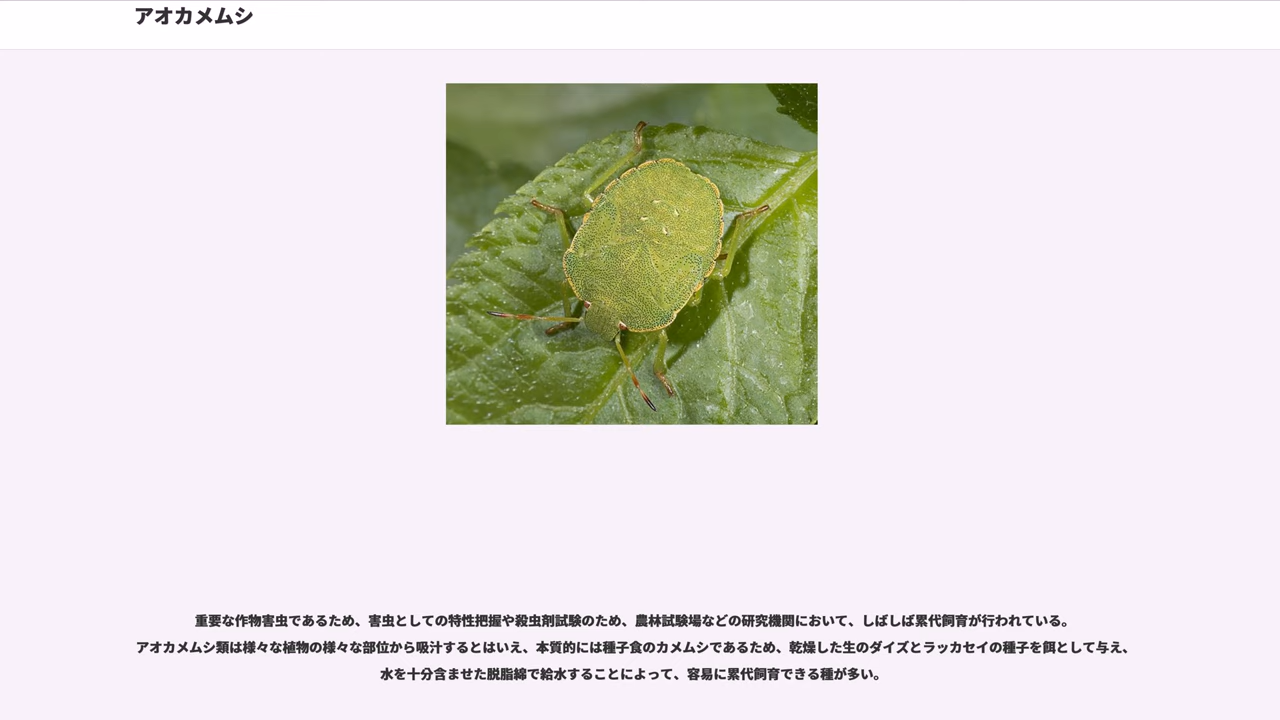 アオカメムシ
重要な作物害虫であるため、害虫としての特性把握や殺虫剤試験のため、農林試験場などの研究機関において、しばしば累代飼育が行われている。
アオカメムシ類は様々な植物の様々な部位から吸汁するとはいえ、本質的には種子食のカメムシであるため、乾燥した生のダイズとラッカセイの種子を餌として与え、
水を十分含ませた脱脂綿で給水することによって、容易に累代飼育できる種が多い。